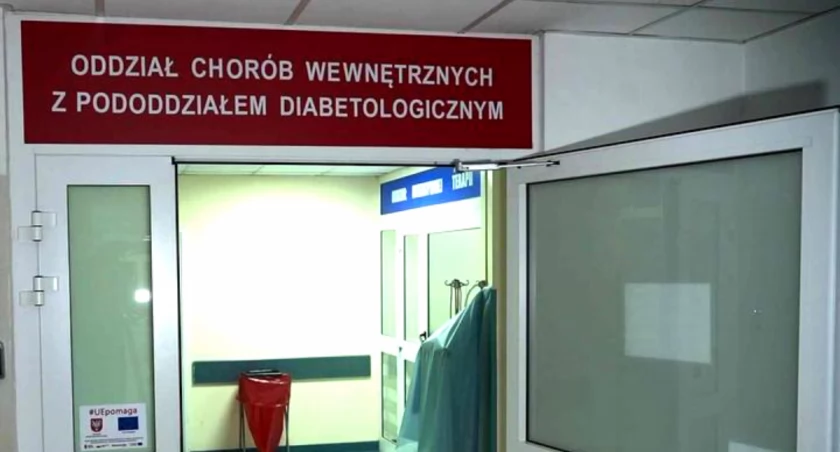 ODDZIAŁ CHORÓB WEWNĘTRZNYCH
Z PODODDZIAŁEM DIABETOLOGICZNYM
TERAPII
#UEpomaga